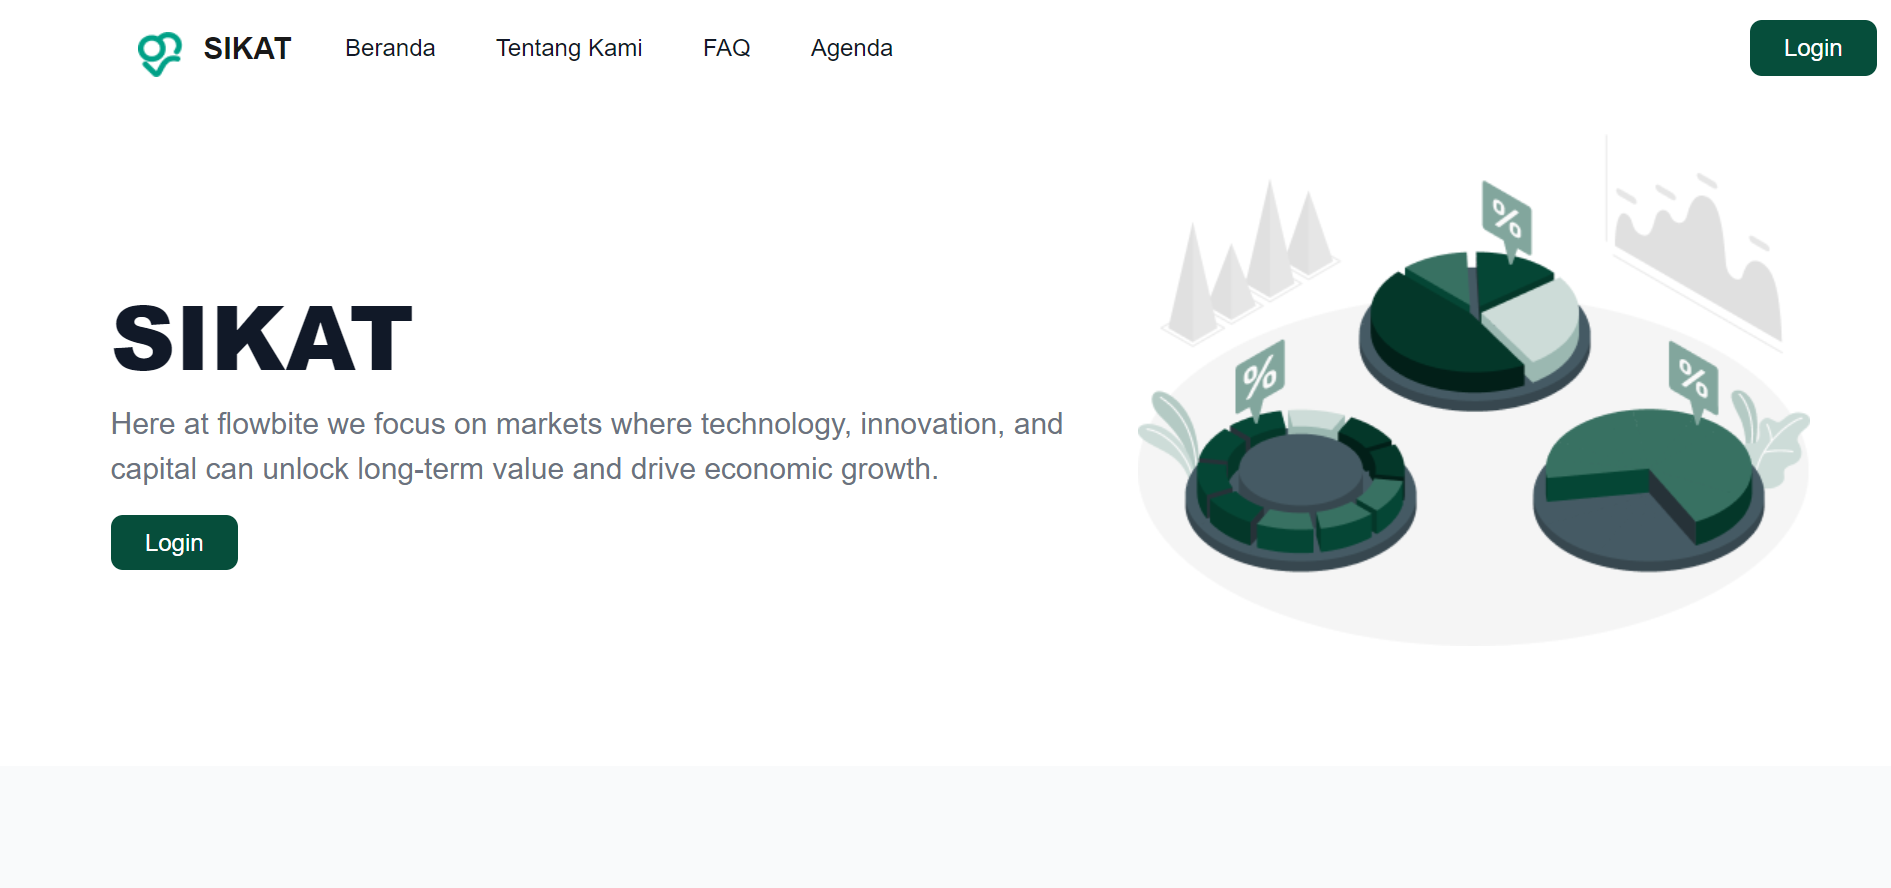 SIKAT
Beranda
Tentang Kami
FAQ
Agenda
Login
SIKAT
Here at flowbite we focus on markets where technology, innovation, and
capital can unlock long-term value and drive economic growth.
Login
%
%
%